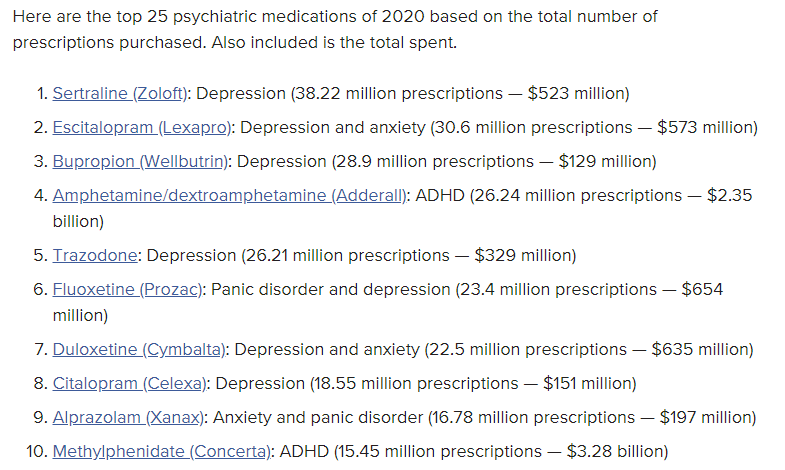 Here are the top 25 psychiatric medications of 2020 based on the total number of
prescriptions purchased. Also included is the total spent.
1. Sertraline (Zoloft): Depression (38.22 million prescriptions — $523 million)
2. Escitalopram (Lexapro): Depression and anxiety (30.6 million prescriptions — $573 million)
3. Bupropion (Wellbutrin): Depression (28.9 million prescriptions — $129 million)
4. Amphetamine/dextroamphetamine (Adderall): ADHD (26.24 million prescriptions — $2.35
billion)
5. Trazodone: Depression (26.21 million prescriptions — $329 million)
6. Fluoxetine (Prozac): Panic disorder and depression (23.4 million prescriptions — $654
million)
7. Duloxetine (Cymbalta): Depression and anxiety (22.5 million prescriptions — $635 million)
8. Citalopram (Celexa): Depression (18.55 million prescriptions — $151 million)
9. Alprazolam (Xanax): Anxiety and panic disorder (16.78 million prescriptions — $197 million)
10. Methylphenidate (Concerta): ADHD (15.45 million prescriptions — $3.28 billion)